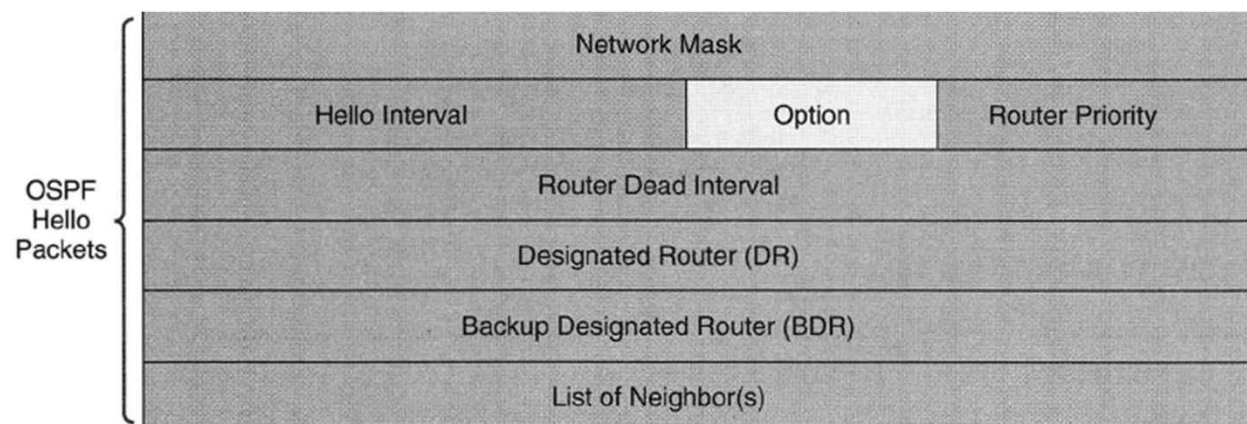 Network Mask
Hello Interval Option Router Priority
Router Dead Interval
OSPF
Hello
Packets
Designated Router (DR)
Backup Designated Router (BDR)
List of Neighbor(s)